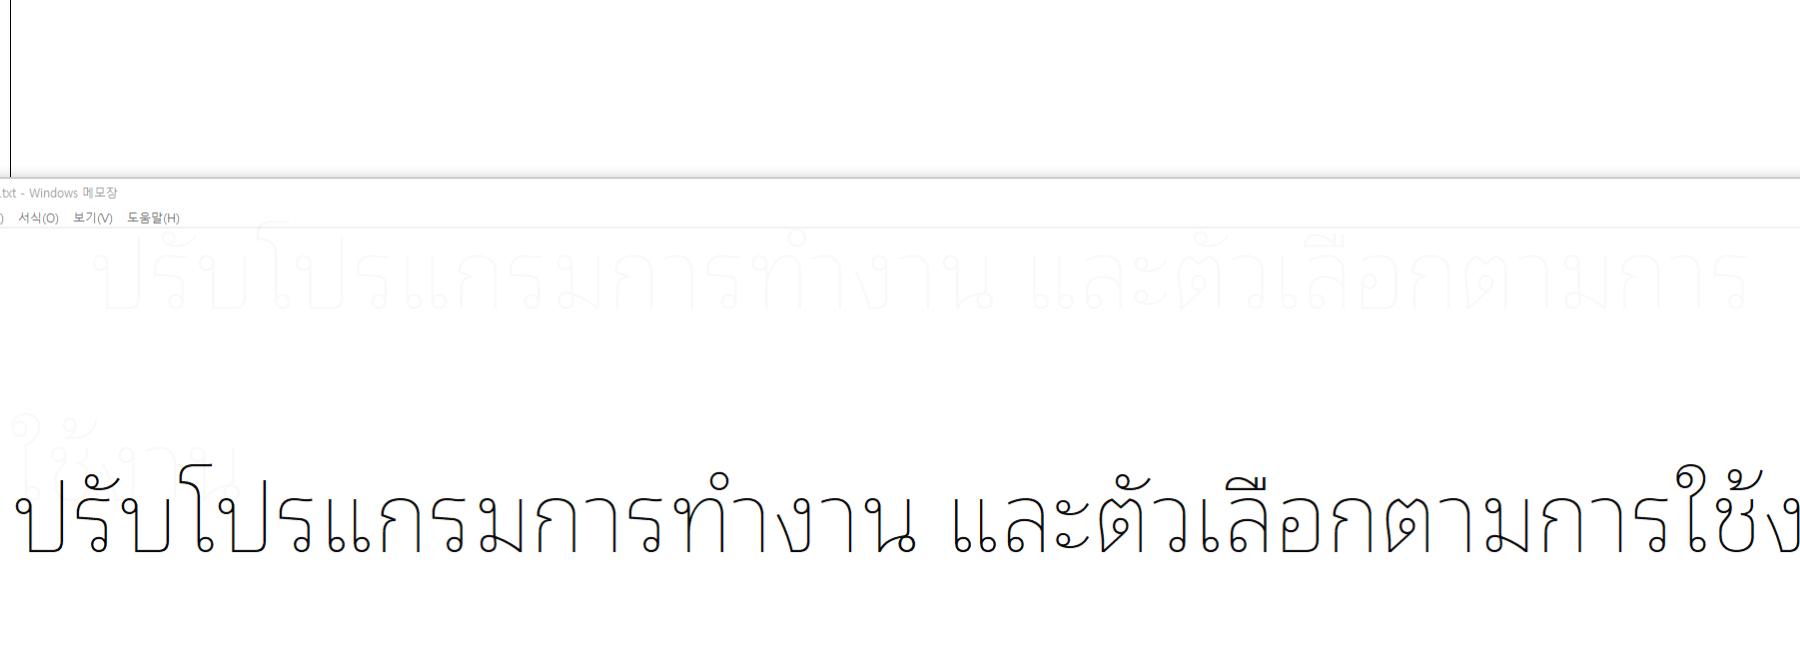 .txt - Windows 메모장
) 서식(O) 보기(V) 도움말(H)
ปรับโปรแกรมการทำงาน และตัวเลือกตามการ
ใช้งาน
ปรับโปรแกรมการทำงาน และตัวเลือกตามการใช้ง